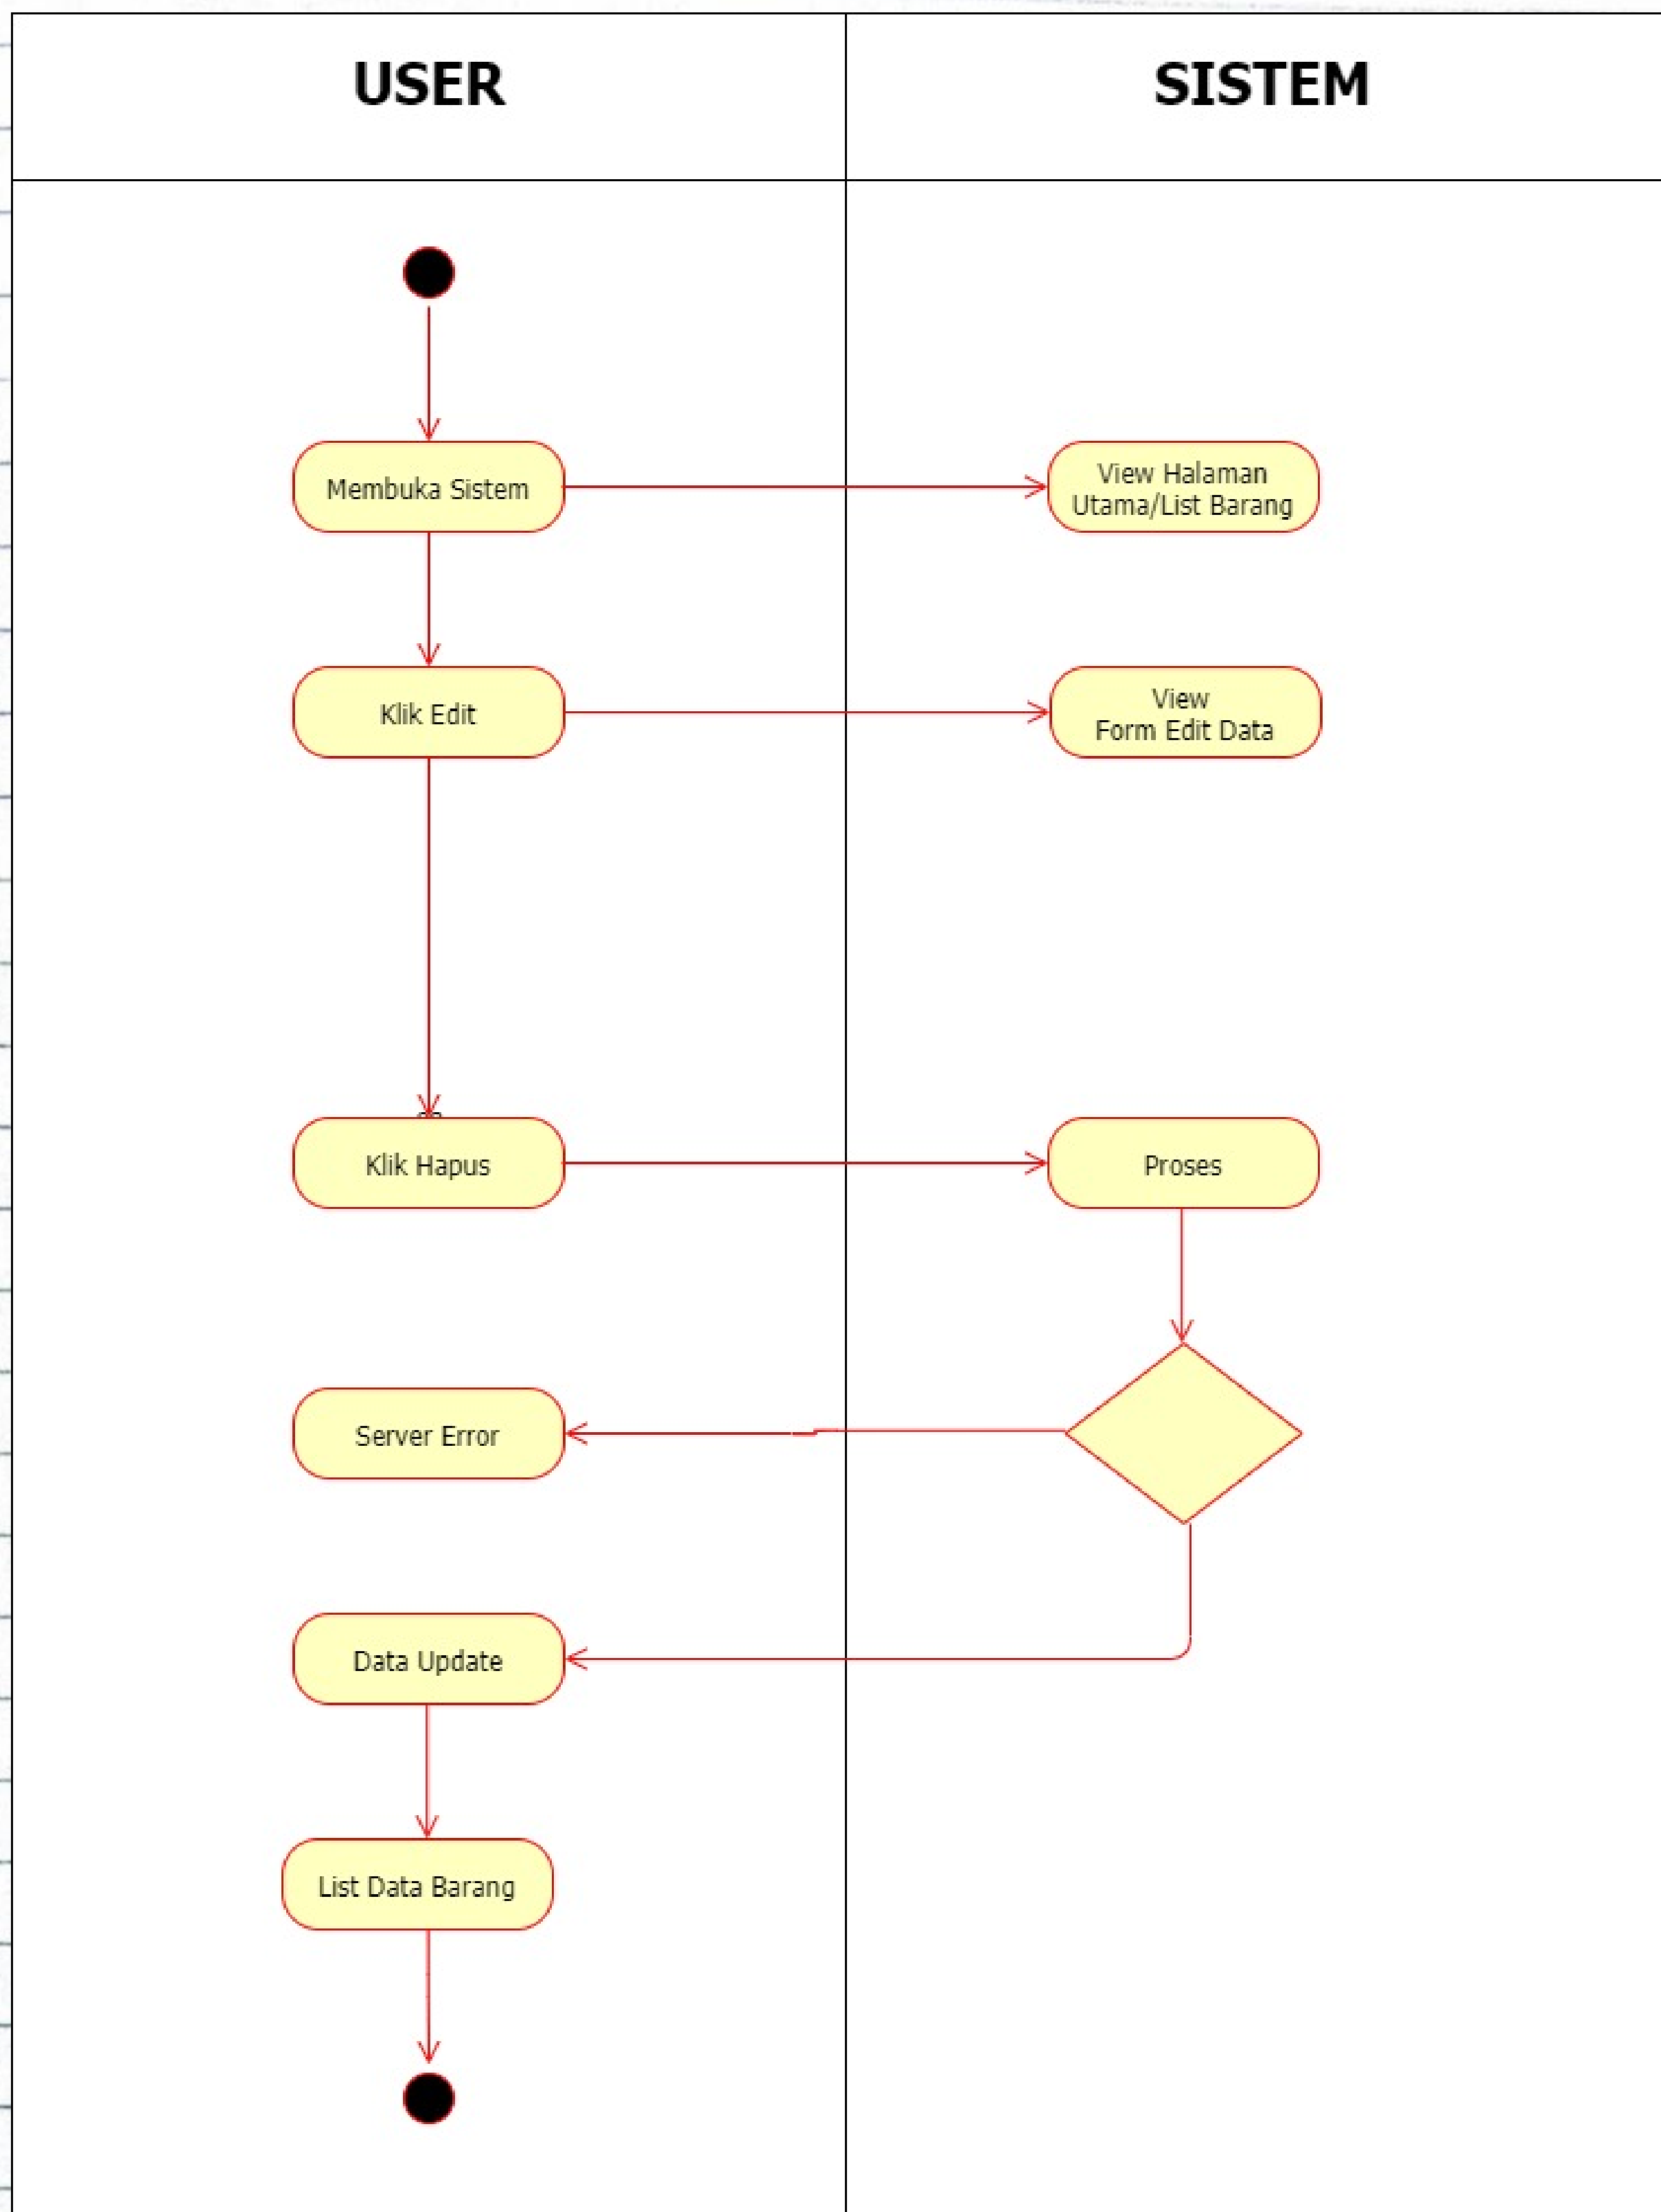 USER
SISTEM
Membuka Sistem
View Halaman
Utama/List Barang
Klik Edit
View
Form Edit Data
Klik Hapus
Proses
Server Error
Data Update
List Data Barang